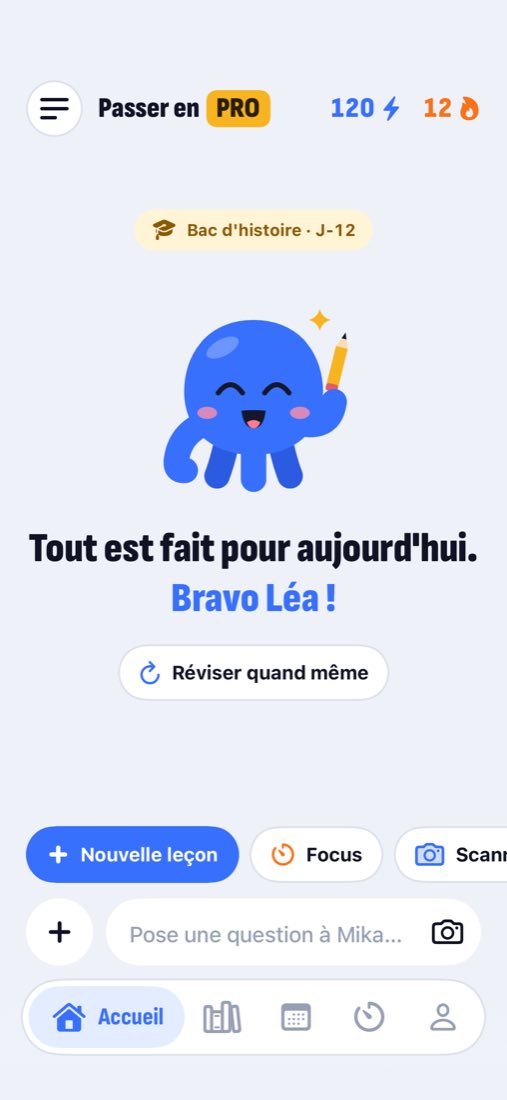 Passer en PRO
120
12
Bac d'histoire · J-12
Tout est fait pour aujourd'hui.
Bravo Léa !
Réviser quand même
Nouvelle leçon
Focus
Scanr
Pose une question à Mika...
Accueil